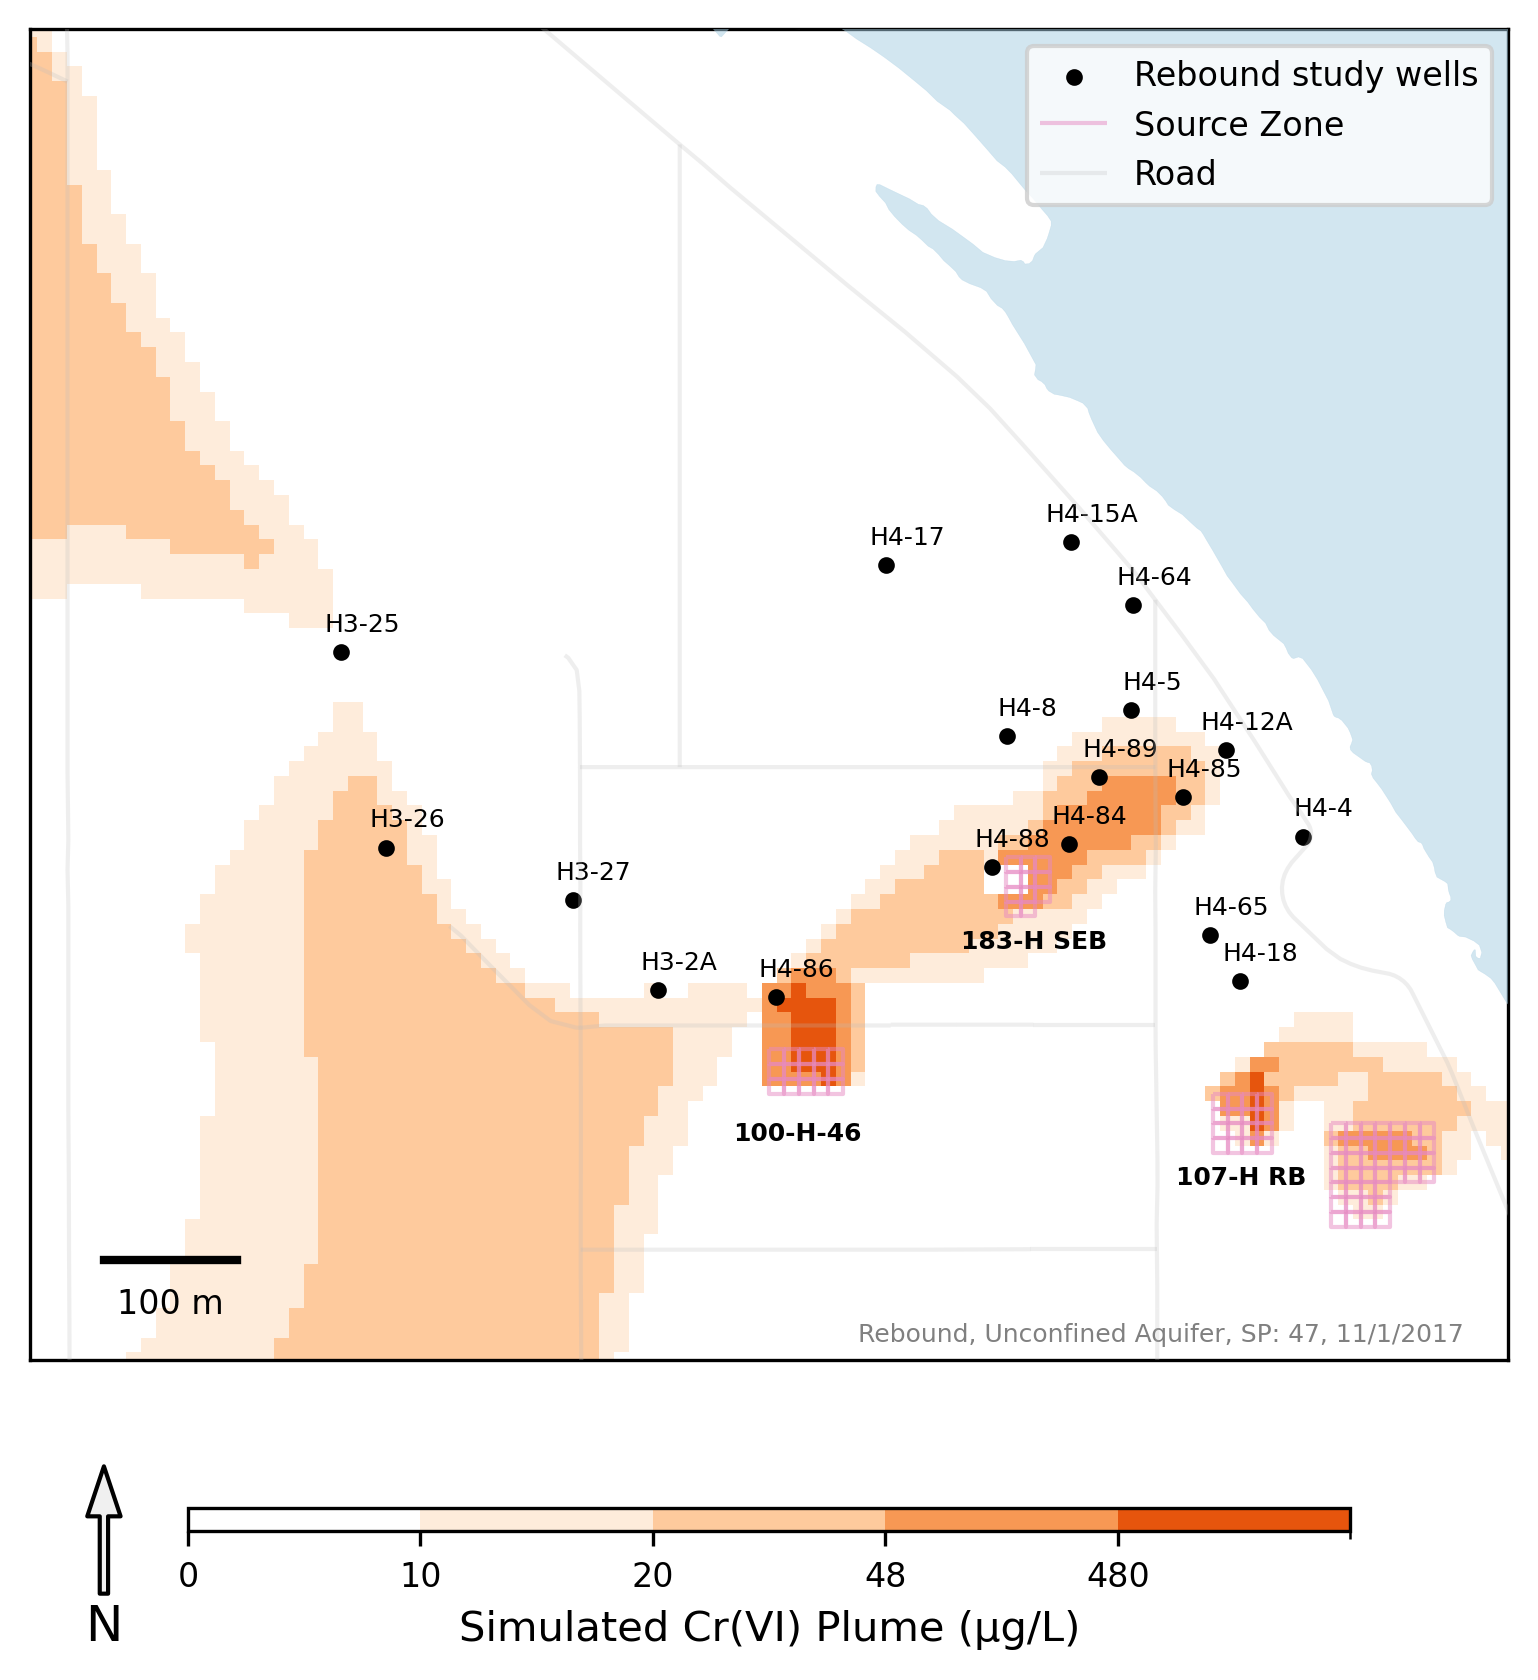 Rebound study wells
Source Zone
Road
H4-15A
H4-17
H4-64
H3-25
H4-5
H4-8
H4-12A
H4-89
H4-85
H4-4
H4-84
H3-26
H4-88
H3-27
H4-65
183-H SEB
H4-18
H3-2A
H4-86
100-H-46
107-H RB
100 m
Rebound, Unconfined Aquifer, SP: 47, 11/1/2017
0
10
20
48
480
N
Simulated Cr(VI) Plume (μg/L)